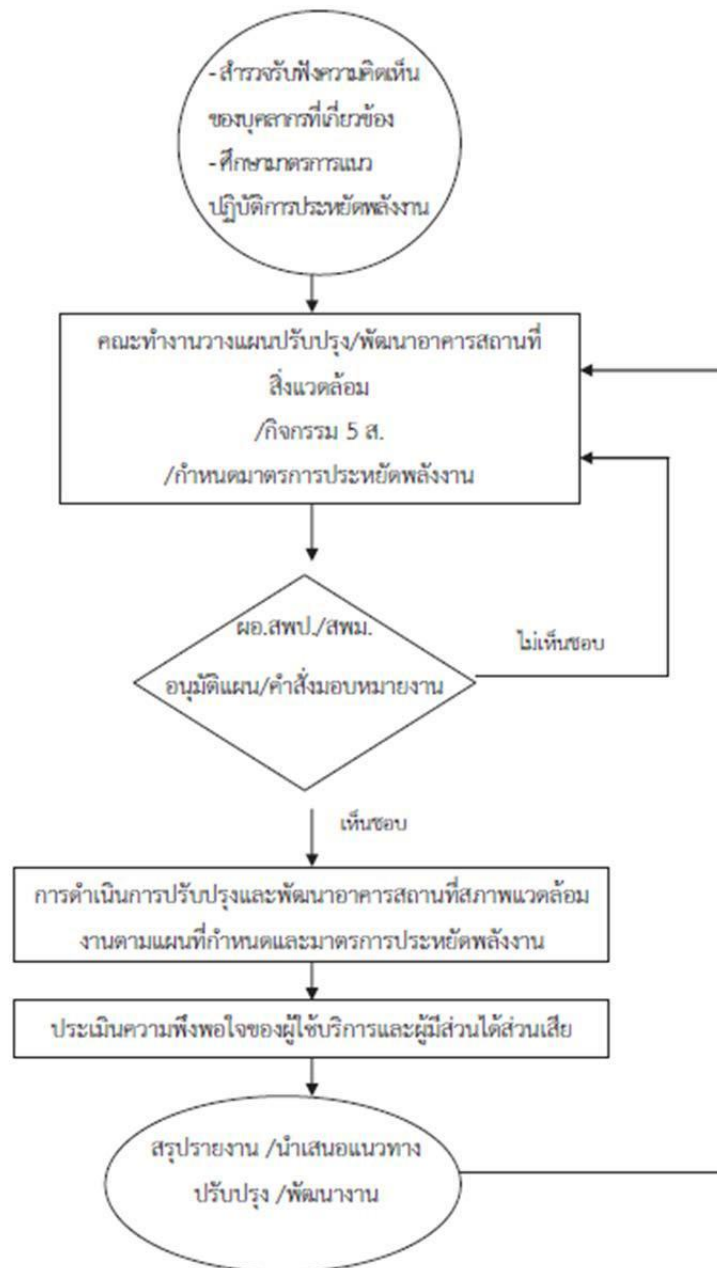 - สำรวจรับฟังความคิดเห็น
ของบุคลากรที่เกี่ยวข้อง
- ศึกษามาตรการแนว
ปฏิบัติการประหยัดพลังงาน
คณะทำงานวางแผนปรับปรุง/พัฒนาอาคารสถานที่
สิ่งแวดล้อม
/กิจกรรม 5 ส.
/กำหนดมาตรการประหยัดพลังงาน
ผอ.สพป./สพม.
อนุมัติแผน/คำสั่งมอบหมายงาน
ไม่เห็นชอบ
เห็นชอบ
การดำเนินการปรับปรุงและพัฒนาอาคารสถานที่สภาพแวดล้อม
งานตามแผนที่กำหนดและมาตรการประหยัดพลังงาน
ประเมินความพึงพอใจของผู้ใช้บริการและผู้มีส่วนได้ส่วนเสีย
สรุปรายงาน /นำเสนอแนวทาง
ปรับปรุง /พัฒนางาน